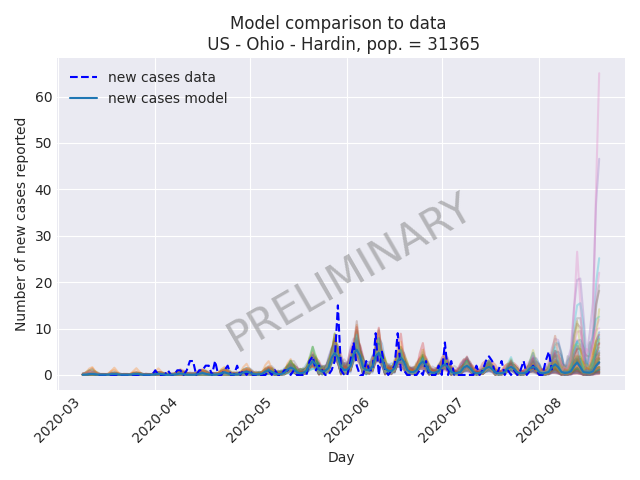 Model comparison to data
US - Ohio - Hardin, pop. = 31365
new cases data
new cases model
Number of new cases reported
60
50
40
30
20
10
0
PRELIMINARY
2020-03
2020-04
2020-05
2020-06
2020-07
2020-08
Day